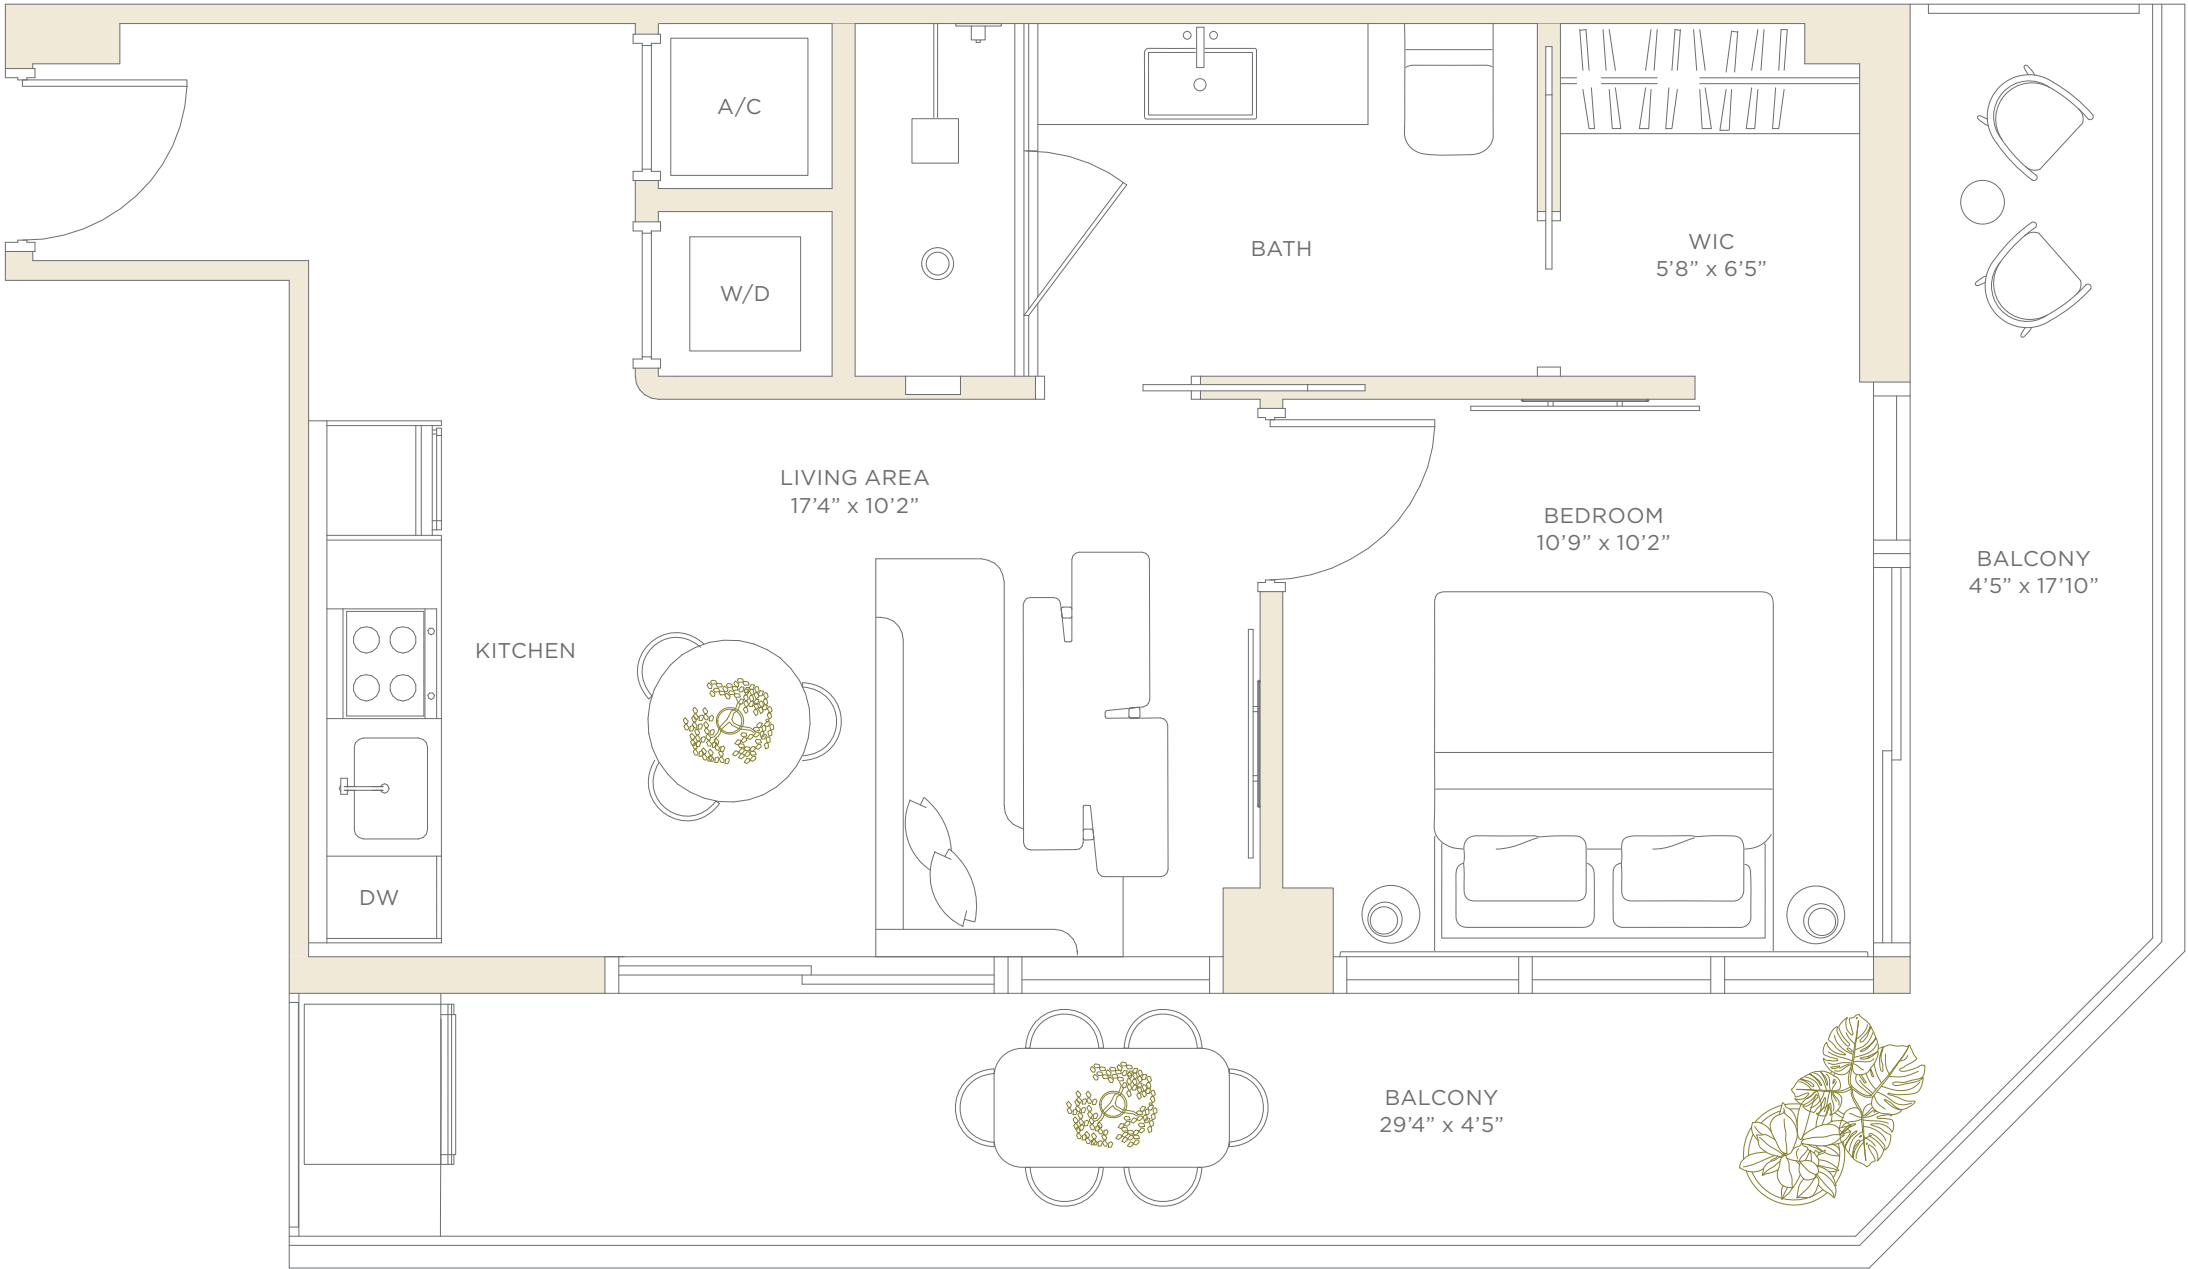 A/C
W/D
BATH
WIC
5’8” x 6’5”
LIVING AREA
17’4” x 10’2”
BEDROOM
10’9” x 10’2”
BALCONY
4’5” x 17’10”
KITCHEN
DW
BALCONY
29’4” x 4’5”